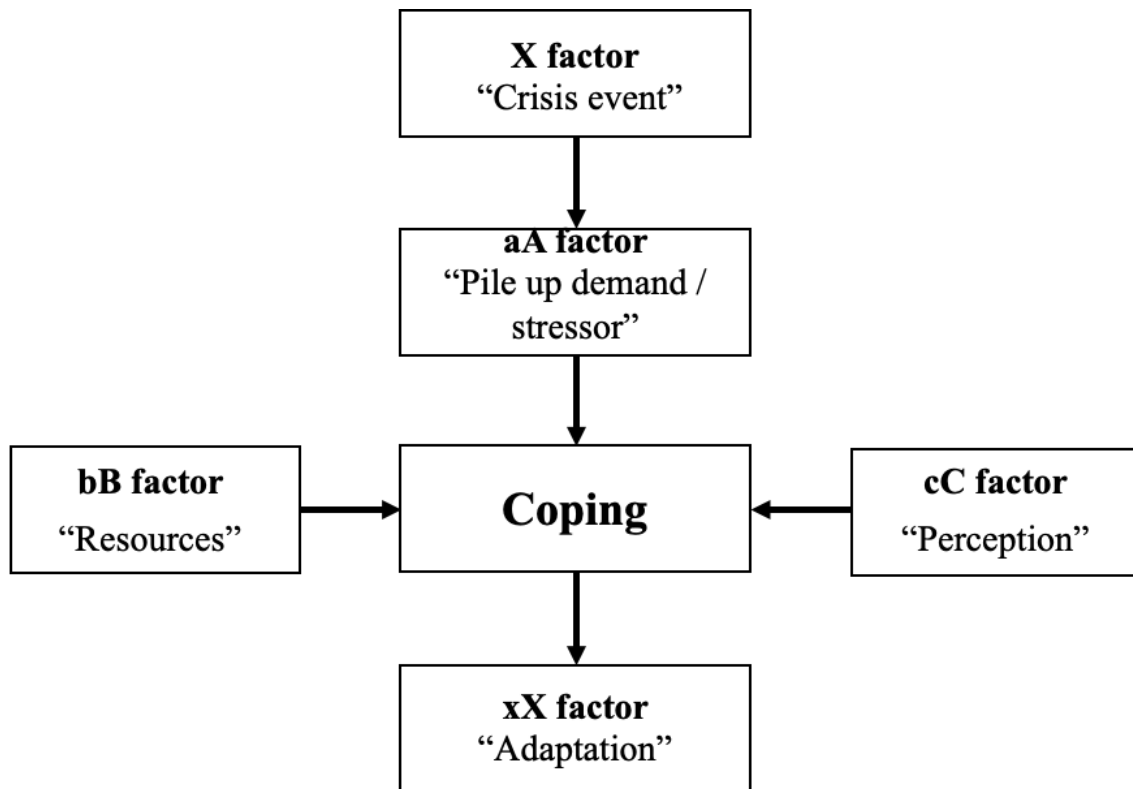 X factor
“Crisis event”
aA factor
“Pile up demand /
stressor”
bB factor
“Resources”
Coping
cC factor
“Perception”
xX factor
“Adaptation”